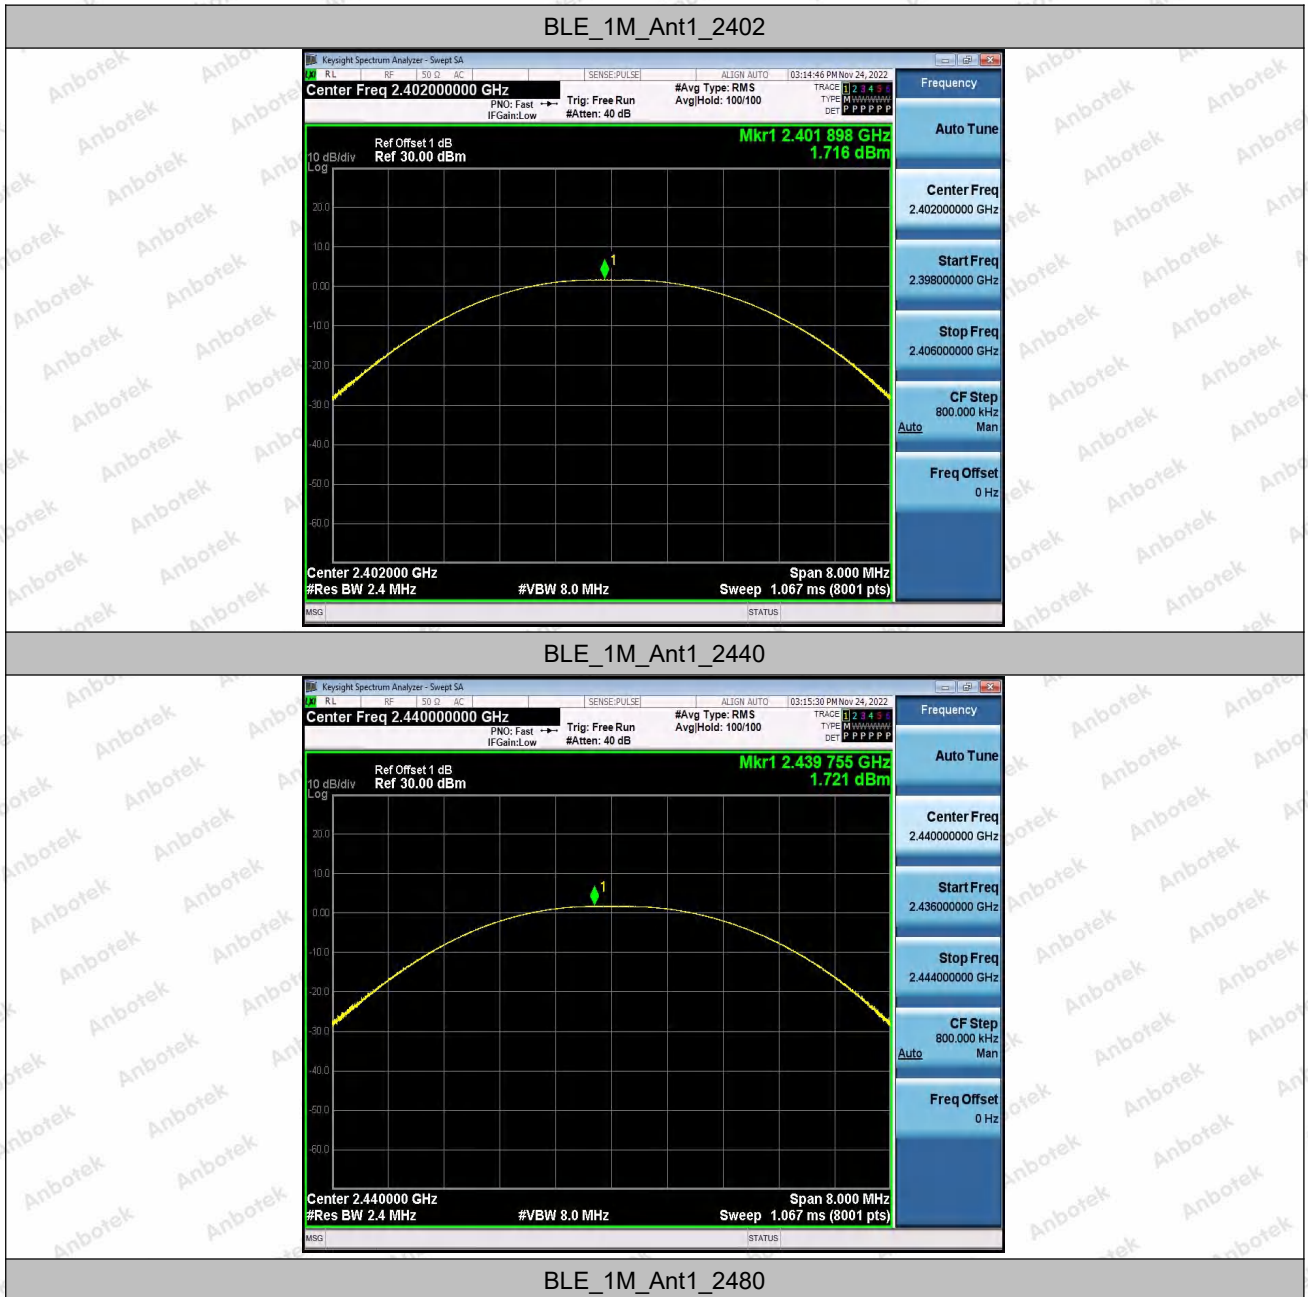 BLE_1M_Ant1_2402
Keysight Spectrum Analyzer - Swept SA
RL RF 50 Ω AC SENSE:PULSE ALIGN AUTO 03:14:46 PM Nov 24, 2022
Center Freq 2.402000000 GHz
PNO: Fast
IFGain:Low
Trig: Free Run
#Atten: 40 dB
#Avg Type: RMS
Avg|Hold: 100/100
TRACE 1 2 3 4 5 6
TYPE M WWWWW
DET P P P P P P
Frequency
Auto Tune
Center Freq
2.402000000 GHz
Start Freq
2.398000000 GHz
Stop Freq
2.406000000 GHz
CF Step
800.000 kHz
Auto Man
Freq Offset
0 Hz
Mkr1 2.401 898 GHz
1.716 dBm
Ref Offset 1 dB
10 dB/div Ref 30.00 dBm
Log
20.0
10.0
0.00
-10.0
-20.0
-30.0
-40.0
-50.0
-60.0
1
Center 2.402000 GHz Span 8.000 MHz
#Res BW 2.4 MHz #VBW 8.0 MHz Sweep 1.067 ms (8001 pts)
MSG STATUS
BLE_1M_Ant1_2440
Keysight Spectrum Analyzer - Swept SA
RL RF 50 Ω AC SENSE:PULSE ALIGN AUTO 03:15:30 PM Nov 24, 2022
Center Freq 2.440000000 GHz
PNO: Fast
IFGain:Low
Trig: Free Run
#Atten: 40 dB
#Avg Type: RMS
Avg|Hold: 100/100
TRACE 1 2 3 4 5 6
TYPE M WWWWW
DET P P P P P P
Frequency
Auto Tune
Center Freq
2.440000000 GHz
Start Freq
2.436000000 GHz
Stop Freq
2.444000000 GHz
CF Step
800.000 kHz
Auto Man
Freq Offset
0 Hz
Mkr1 2.439 755 GHz
1.721 dBm
Ref Offset 1 dB
10 dB/div Ref 30.00 dBm
Log
20.0
10.0
0.00
-10.0
-20.0
-30.0
-40.0
-50.0
-60.0
1
Center 2.440000 GHz Span 8.000 MHz
#Res BW 2.4 MHz #VBW 8.0 MHz Sweep 1.067 ms (8001 pts)
MSG STATUS
BLE_1M_Ant1_2480
Anbotek